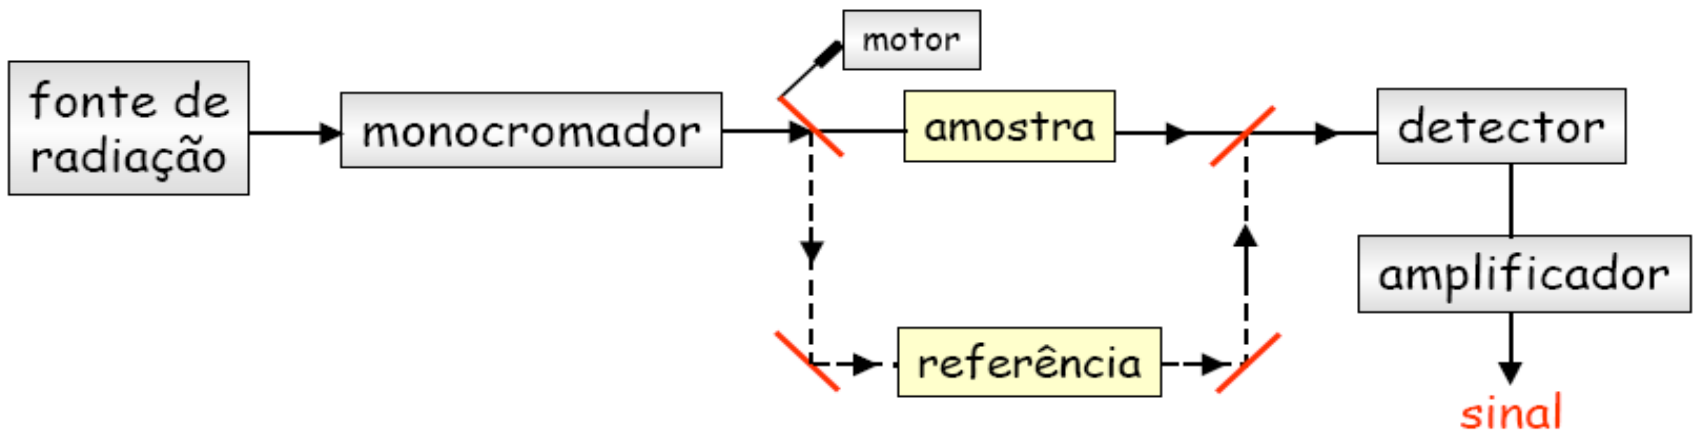 fonte de
radiação
monocromador
motor
amostra
referência
detector
amplificador
sinal